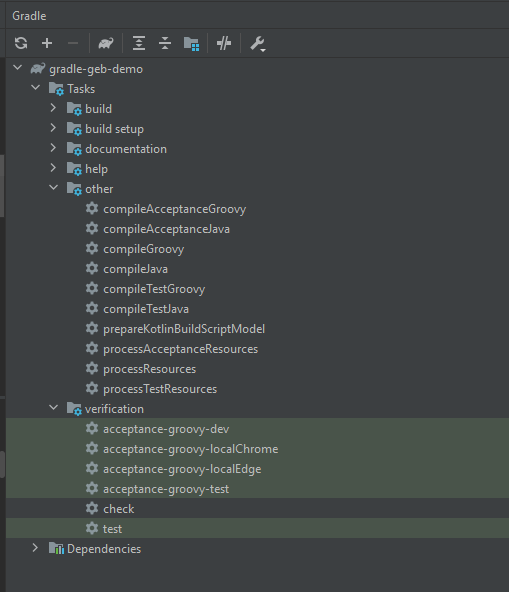 Gradle
gradle-geb-demo
Tasks
build
build setup
documentation
help
other
compileAcceptanceGroovy
compileAcceptanceJava
compileGroovy
compileJava
compileTestGroovy
compileTestJava
prepareKotlinBuildScriptModel
processAcceptanceResources
processResources
processTestResources
verification
acceptance-groovy-dev
acceptance-groovy-localChrome
acceptance-groovy-localEdge
acceptance-groovy-test
check
test
Dependencies